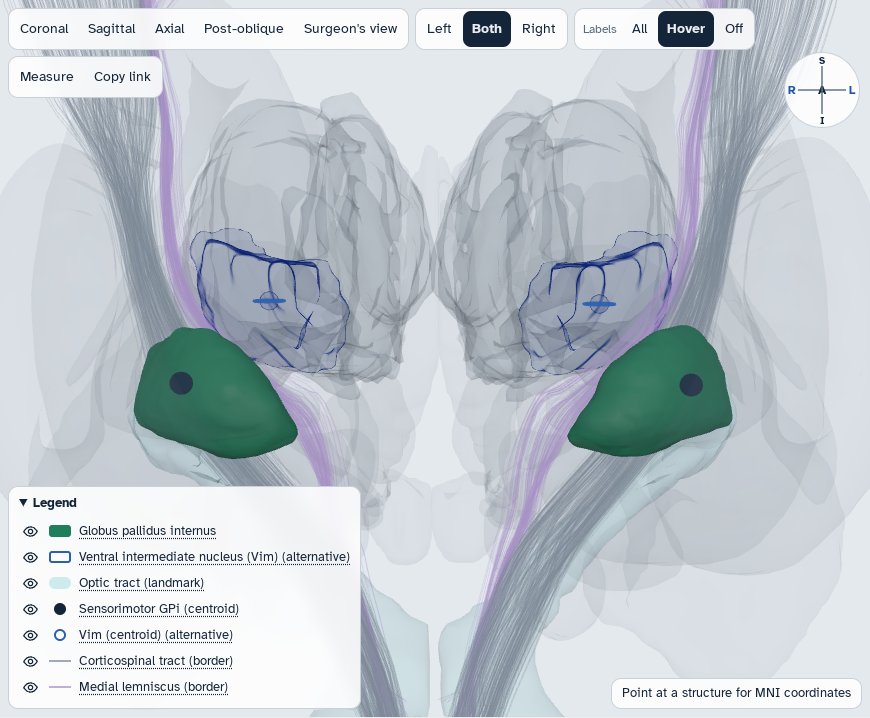 Coronal Sagittal Axial Post-oblique Surgeon's view Left Both Right Labels All Hover Off
Measure Copy link
S
R A L
I
Legend
Globus pallidus internus
Ventral intermediate nucleus (Vim) (alternative)
Optic tract (landmark)
Sensorimotor GPi (centroid)
Vim (centroid) (alternative)
Corticospinal tract (border)
Medial lemniscus (border)
Point at a structure for MNI coordinates